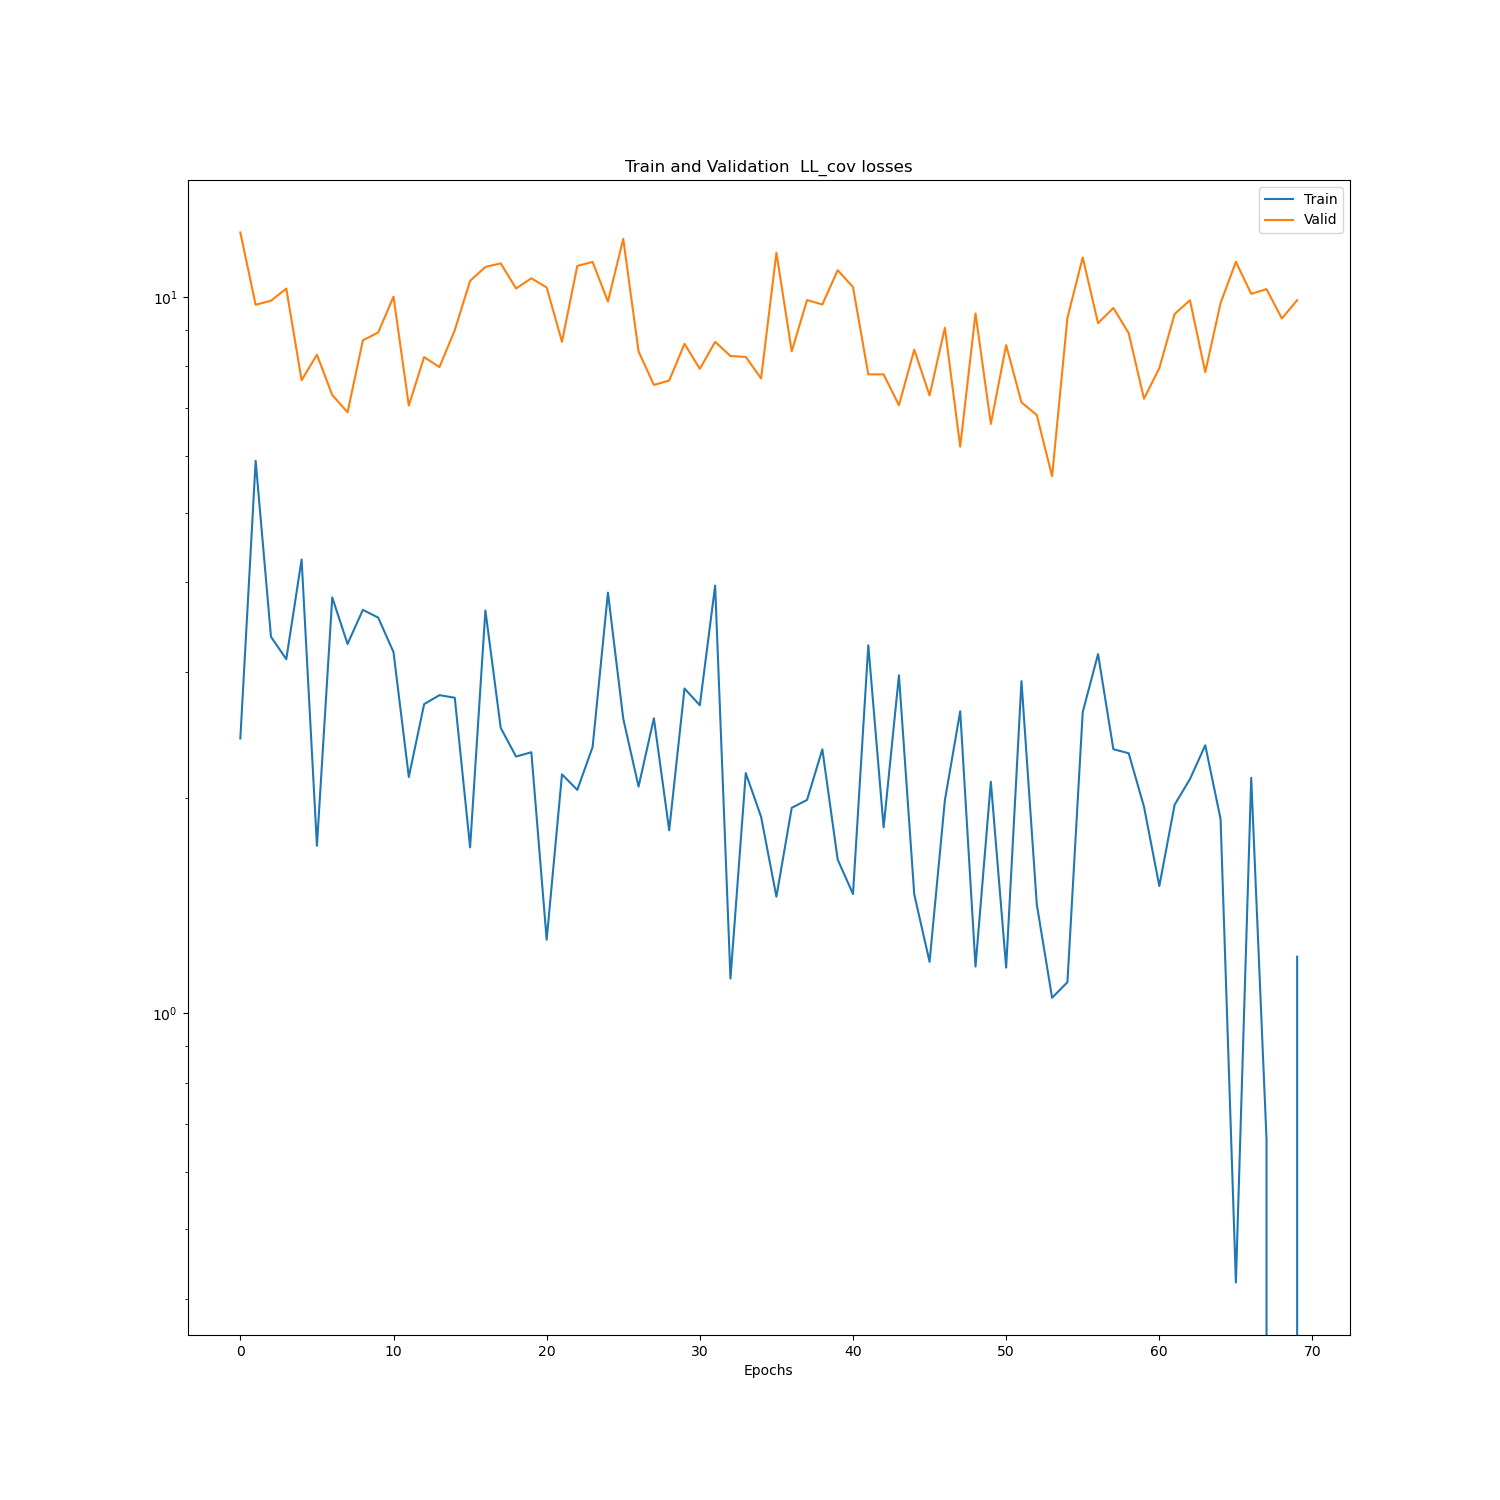 Train and Validation  LL_cov losses
Train
Valid
10¹
10⁰
0 10 20 30 40 50 60 70
Epochs